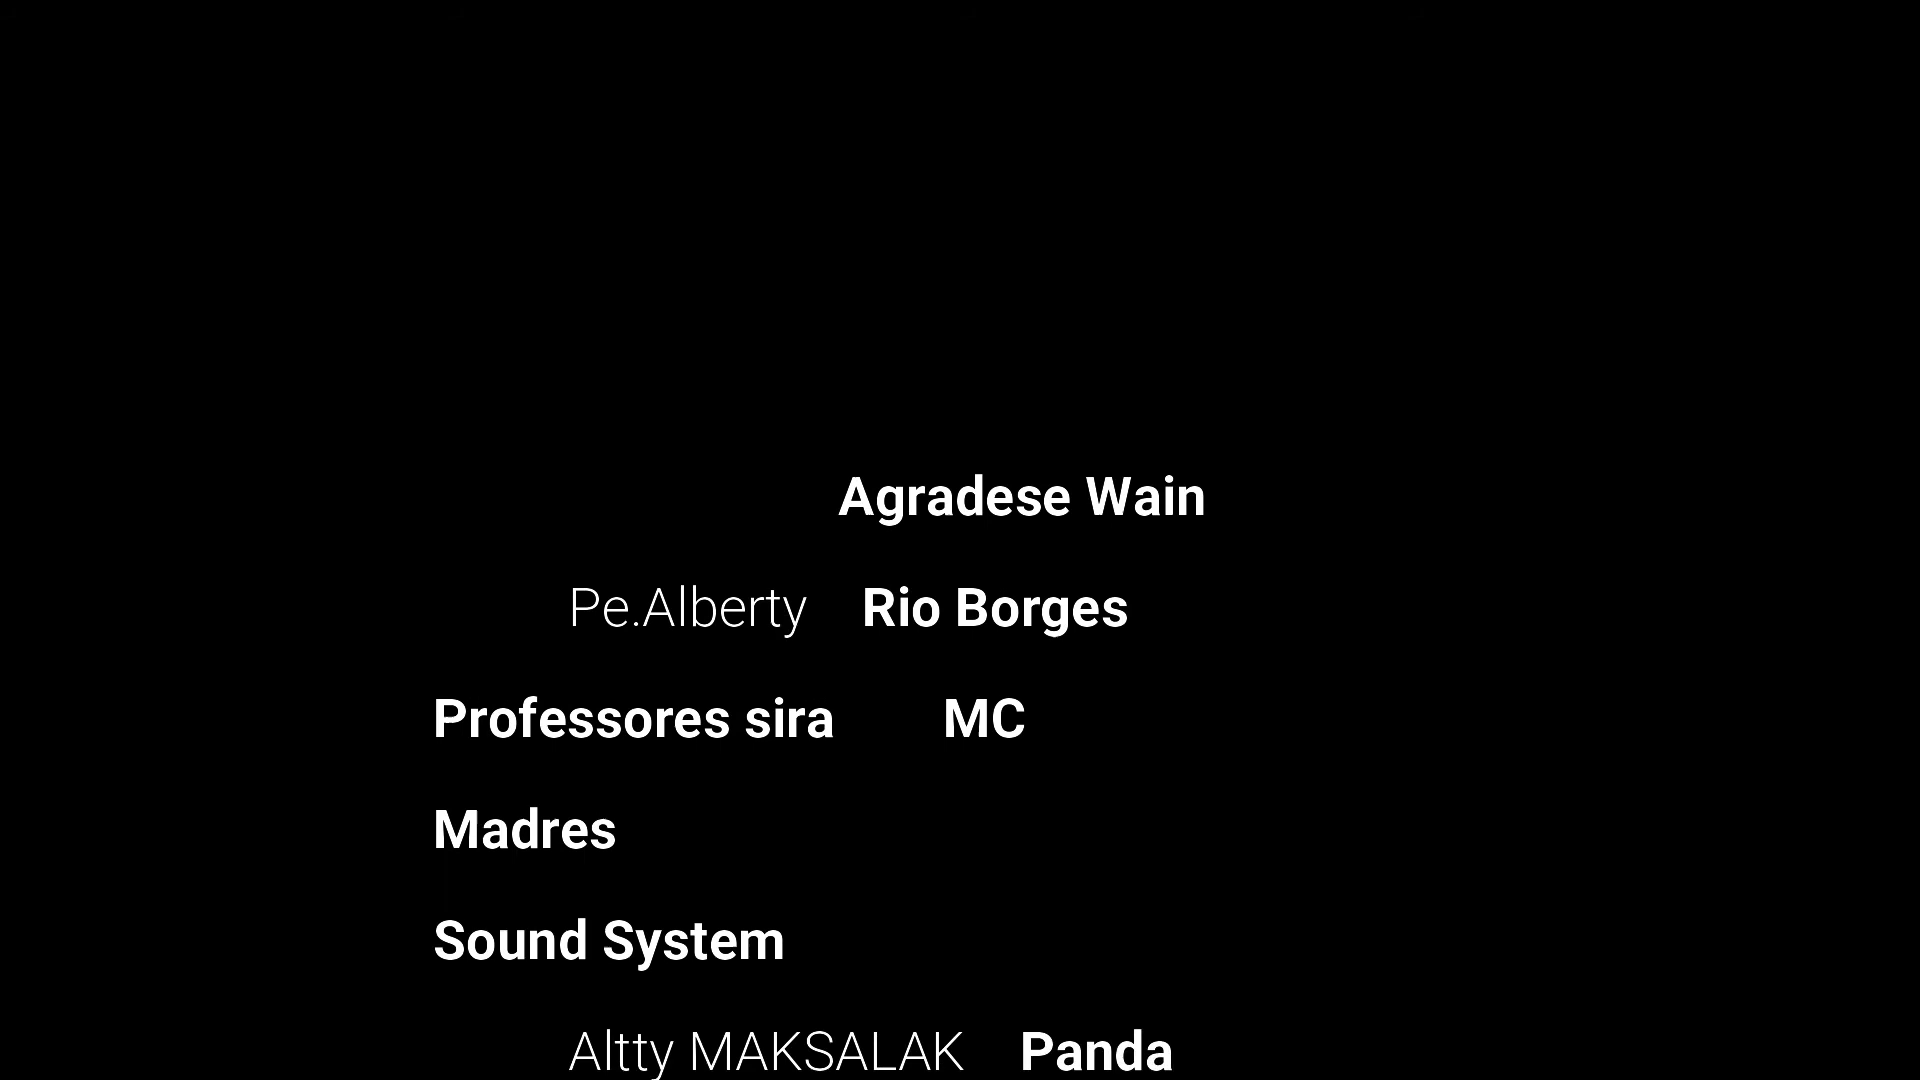 Agradese Wain
Pe.Alberty Rio Borges
Professores sira MC
Madres
Sound System
Altty MAKSALAK Panda